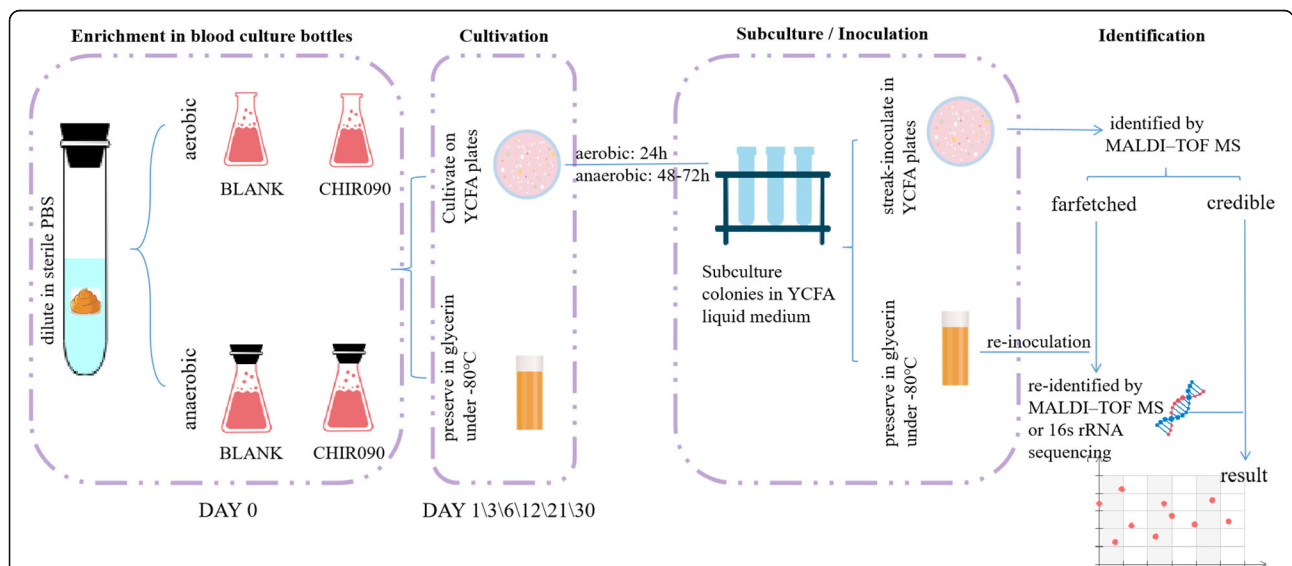 Enrichment in blood culture bottles
dilute in sterile PBS
aerobic
BLANK
CHIR090
anaerobic
BLANK
CHIR090
DAY 0
Cultivation
Cultivate on
YCFA plates
preserve in glycerin
under -80°C
DAY 1\3\6\12\21\30
aerobic: 24h
anaerobic: 48-72h
Subculture / Inoculation
Subculture
colonies in YCFA
liquid medium
streak-inoculate in
YCFA plates
preserve in glycerin
under -80°C
re-inoculation
Identification
identified by
MALDI–TOF MS
farfetched
credible
re-identified by
MALDI–TOF MS
or 16s rRNA
sequencing
result